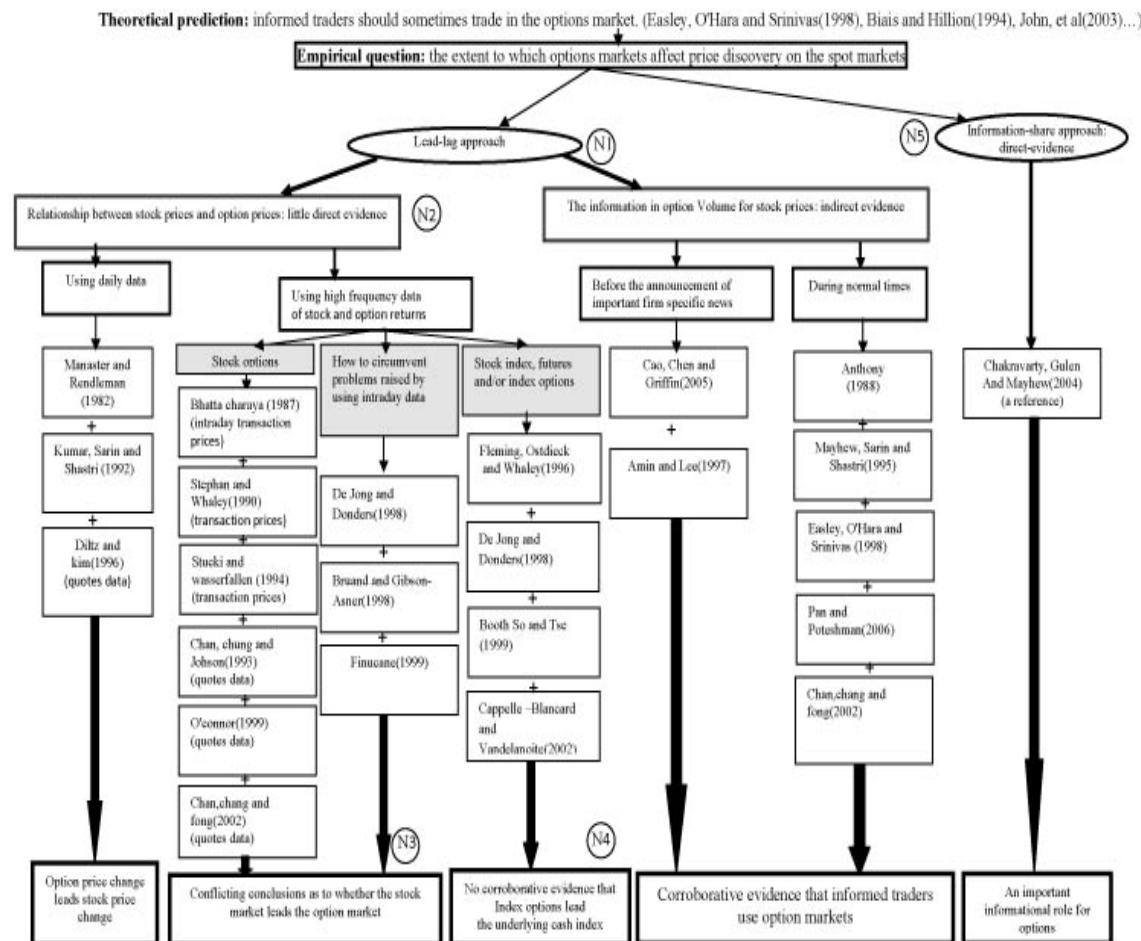 Theoretical prediction: informed traders should sometimes trade in the options market. (Easley, O'Hara and Srinivas(1998), Biais and Hillion(1994), John, et al(2003)…)
Empirical question: the extent to which options markets affect price discovery on the spot markets
Lead-lag approach
N1
N5
Information-share approach:
direct-evidence
Relationship between stock prices and option prices: little direct evidence
N2
The information in option Volume for stock prices: indirect evidence
Using daily data
Using high frequency data
of stock and option returns
Before the announcement of
important firm specific news
During normal times
Manaster and
Rendleman
(1982)
+
Kumar, Sarin and
Shastri (1992)
+
Diltz and
kim(1996)
(quotes data)
Stock options
Bhatta charaya (1987)
(intraday transaction
prices)
+
Stephan and
Whaley(1990)
(transaction prices)
+
Stucki and
wasserfallen (1994)
(transaction prices)
+
Chan, chung and
Johson(1993)
(quotes data)
+
O'connor(1999)
(quotes data)
+
Chan,chang and
fong(2002)
(quotes data)
How to circumvent
problems raised by
using intraday data
De Jong and
Donders(1998)
+
Bruand and Gibson-
Asner(1998)
+
Finucane(1999)
N3
Stock index, futures
and/or index options
Fleming, Ostdieck
and Whaley(1996)
+
De Jong and
Donders(1998)
+
Booth So and Tse
(1999)
+
Cappelle –Blancard
and
Vandelanoite(2002)
N4
Cao, Chen and
Griffin(2005)
+
Amin and Lee(1997)
Anthony
(1988)
+
Mayhew, Sarin and
Shastri(1995)
+
Easley, O'Hara and
Srinivas (1998)
+
Pan and
Poteshman(2006)
+
Chan,chang and
fong(2002)
Chakravarty, Gulen
And Mayhew(2004)
(a reference)
Option price change
leads stock price
change
Conflicting conclusions as to whether the stock
market leads the option market
No corroborative evidence that
Index options lead
the underlying cash index
Corroborative evidence that informed traders
use option markets
An important
informational role for
options